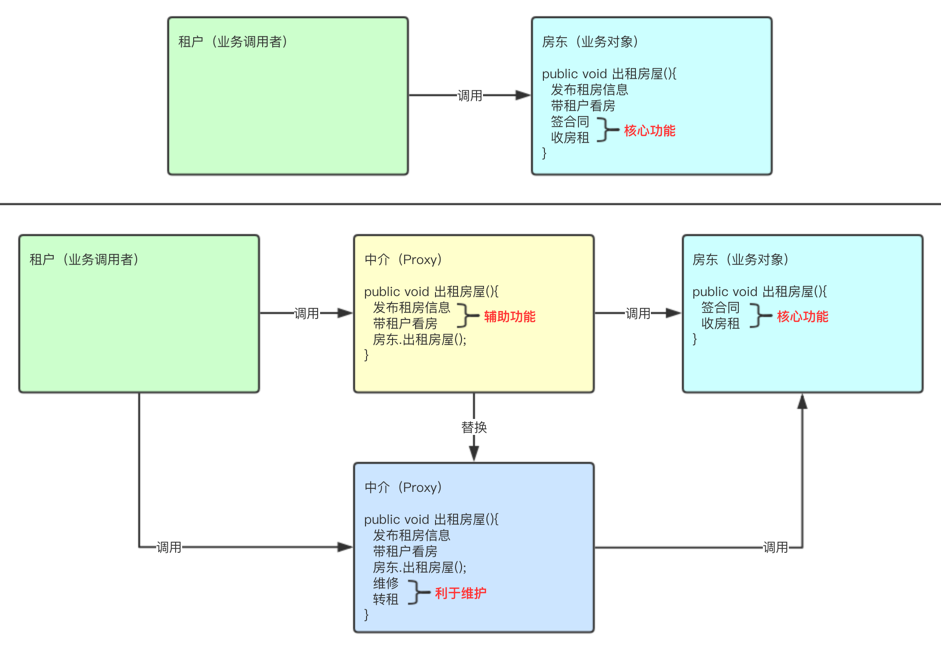 租户（业务调用者）
调用
房东（业务对象）
public void 出租房屋(){
发布租房信息
带租户看房
签合同
收房租
核心功能
}
租户（业务调用者）
调用
中介（Proxy）
public void 出租房屋(){
发布租房信息
带租户看房
辅助功能
房东.出租房屋();
}
调用
房东（业务对象）
public void 出租房屋(){
签合同
收房租
核心功能
}
替换
调用
中介（Proxy）
public void 出租房屋(){
发布租房信息
带租户看房
房东.出租房屋();
维修
转租
利于维护
}
调用